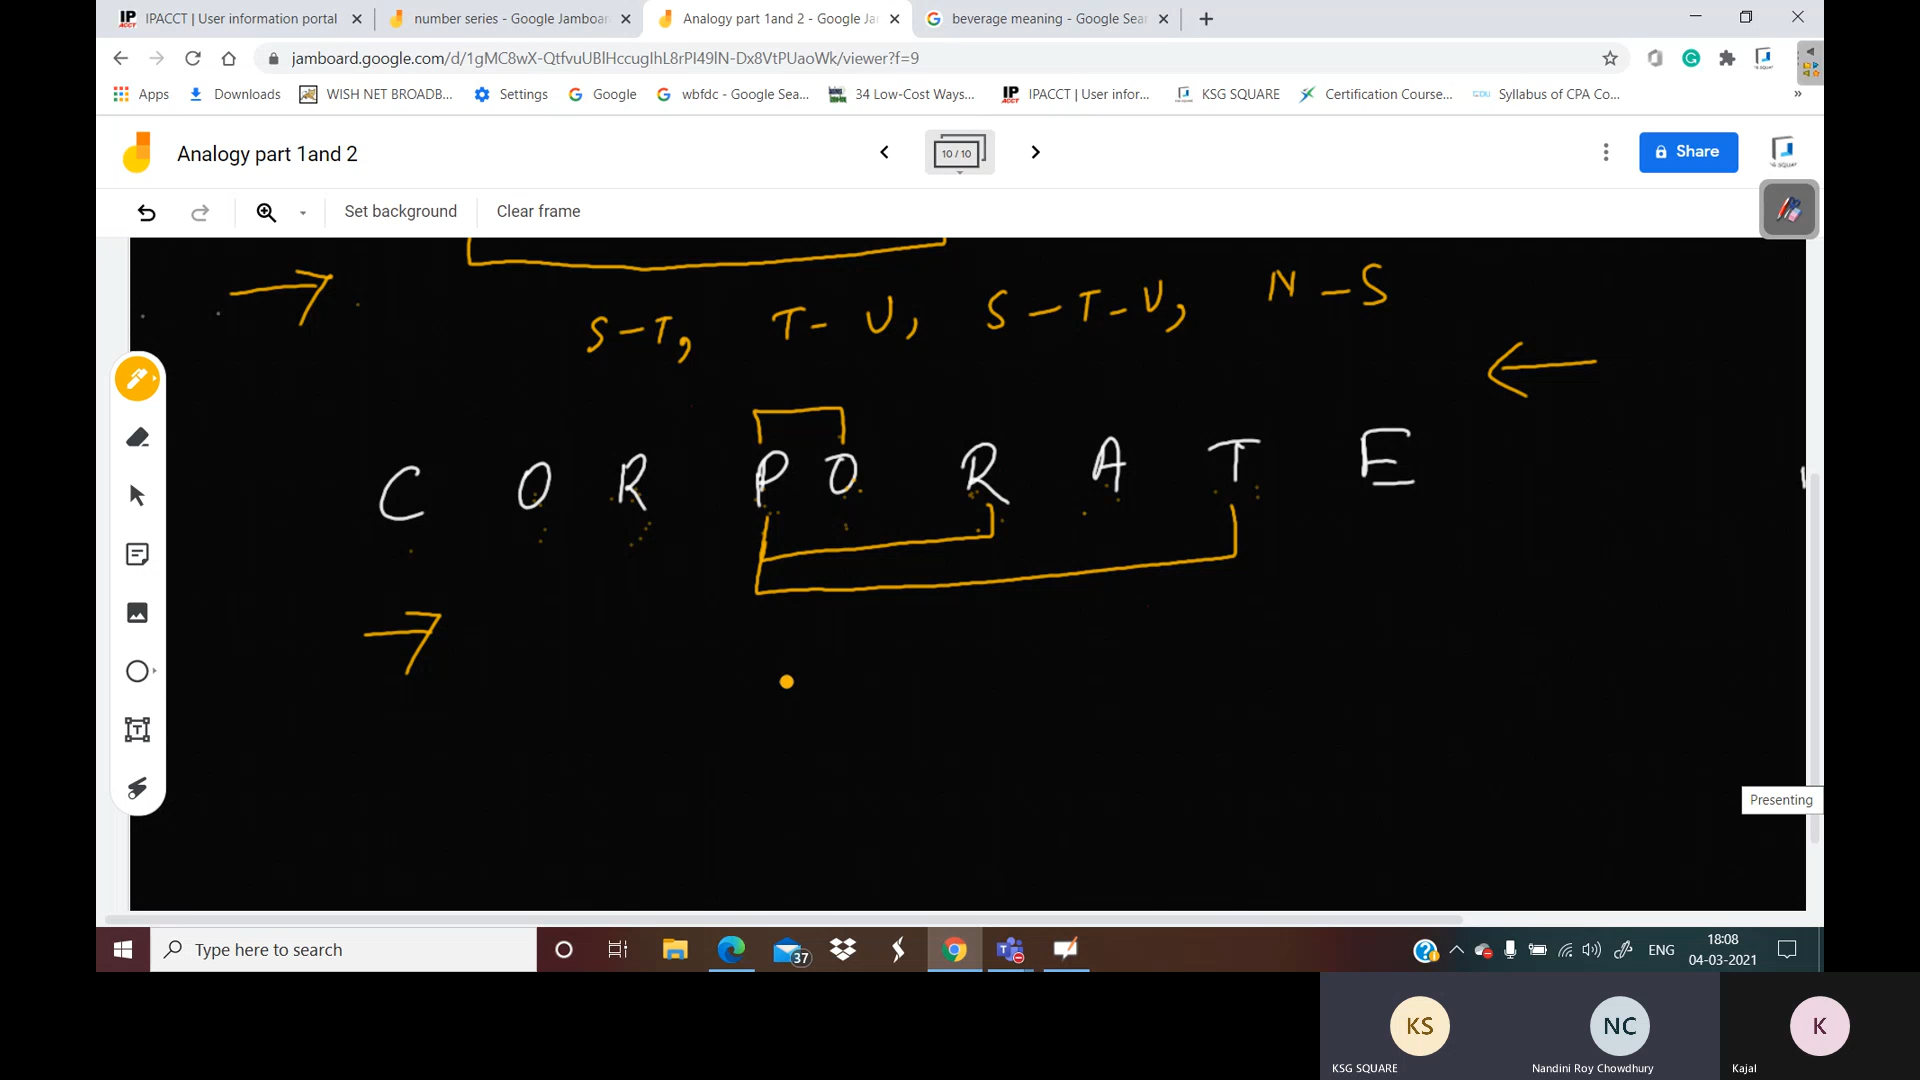 IPACCT | User information portal
number series - Google Jamboar
Analogy part 1and 2 - Google Ja
beverage meaning - Google Sear
jamboard.google.com/d/1gMC8wX-QtfvuUBlHccugIhL8rPI49lN-Dx8VtPUaoWk/viewer?f=9
Apps Downloads WISH NET BROADB... Settings Google wbfdc - Google Sea... 34 Low-Cost Ways... IPACCT | User infor... KSG SQUARE Certification Course... Syllabus of CPA Co... »
Analogy part 1and 2
10 / 10
Share
Set background Clear frame
S-T, T-U, S-T-U, N-S
C O R P O R A T E
Presenting
Type here to search
37
ENG
18:08
04-03-2021
KS NC K
KSG SQUARE Nandini Roy Chowdhury Kajal